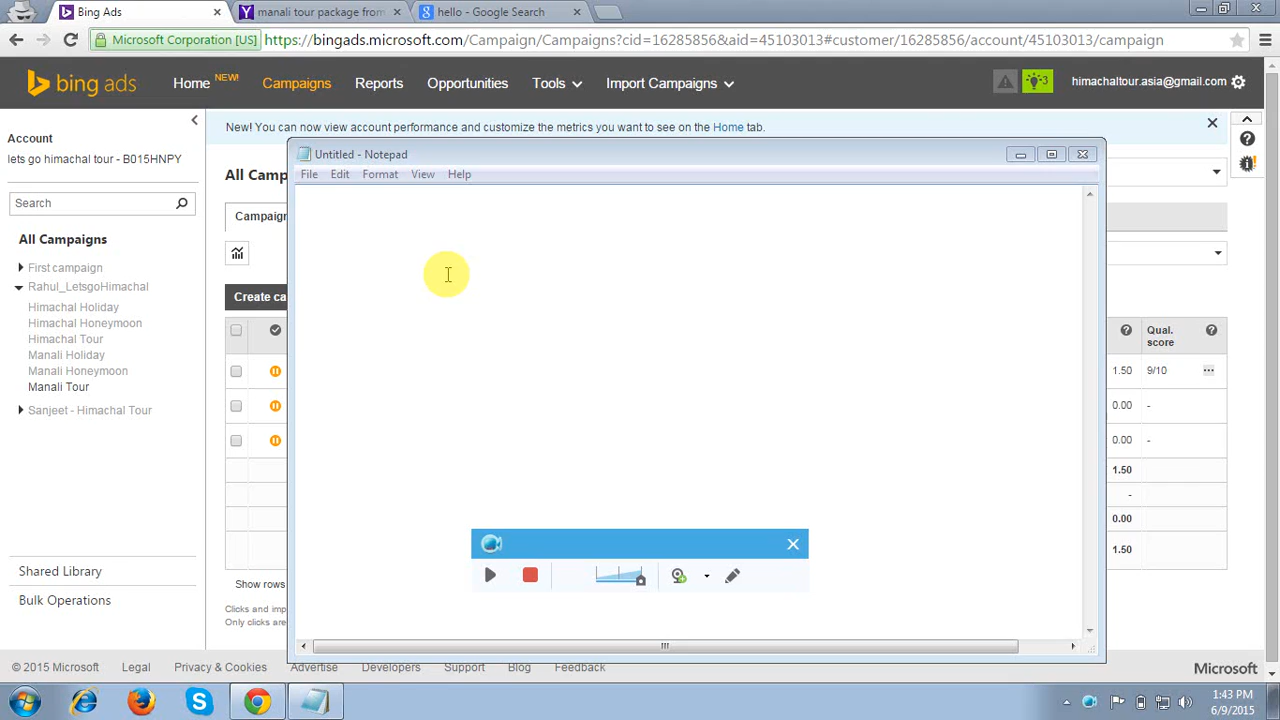 Bing Ads
manali tour package from
hello - Google Search
Microsoft Corporation [US]
https://bingads.microsoft.com/Campaign/Campaigns?cid=16285856&aid=45103013#customer/16285856/account/45103013/campaign
bing ads
Home NEW!
Campaigns
Reports
Opportunities
Tools
Import Campaigns
3
himachaltour.asia@gmail.com
Account
lets go himachal tour - B015HNPY
Search
All Campaigns
First campaign
Rahul_LetsgoHimachal
Himachal Holiday
Himachal Honeymoon
Himachal Tour
Manali Holiday
Manali Honeymoon
Manali Tour
Sanjeet - Himachal Tour
Shared Library
Bulk Operations
New! You can now view account performance and customize the metrics you want to see on the Home tab.
All Camp
Campaign
Create ca
Untitled - Notepad
File Edit Format View Help
Qual.
score
1.50 9/10 ...
0.00 -
0.00 -
1.50
-
0.00
1.50
Show rows
Clicks and imp
Only clicks are
© 2015 Microsoft Legal Privacy & Cookies Advertise Developers Support Blog Feedback
Microsoft
1:43 PM
6/9/2015